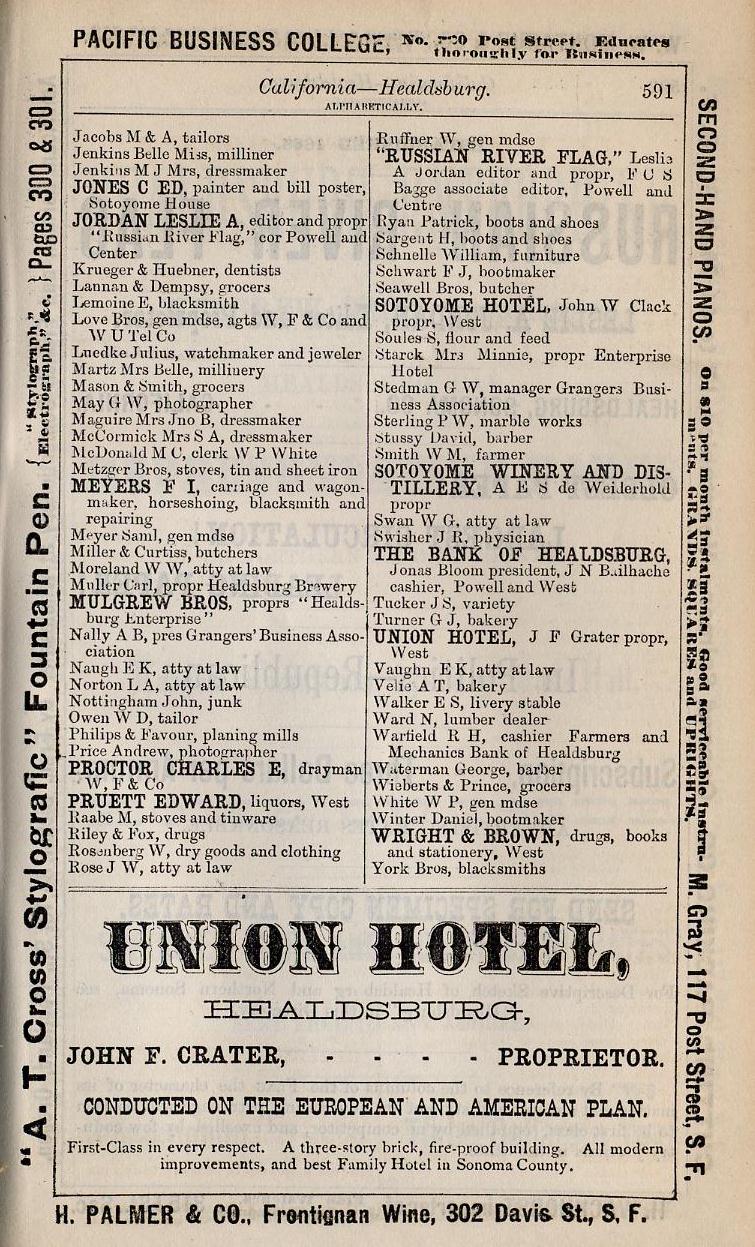 PACIFIC BUSINESS COLLEGE, No. 320 Post Street. Educates
thoroughly for Business.
California—Healdsburg. 591
ALPHABETICALLY.
Jacobs M & A, tailors
Jenkins Belle Miss, milliner
Jenkins M J Mrs, dressmaker
JONES C ED, painter and bill poster,
Sotoyome House
JORDAN LESLIE A, editor and propr
"Russian River Flag," cor Powell and
Center
Krueger & Huebner, dentists
Lannan & Dempsy, grocers
Lemoine E, blacksmith
Love Bros, gen mdse, agts W, F & Co and
W U Tel Co
Luedke Julius, watchmaker and jeweler
Martz Mrs Belle, millinery
Mason & Smith, grocers
May G W, photographer
Maguire Mrs Jno B, dressmaker
McCormick Mrs S A, dressmaker
McDonald M C, clerk W P White
Metzger Bros, stoves, tin and sheet iron
MEYERS F I, carriage and wagon-
maker, horseshoing, blacksmith and
repairing
Meyer Saml, gen mdse
Miller & Curtiss, butchers
Moreland W W, atty at law
Muller Carl, propr Healdsburg Brewery
MULGREW BROS, proprs "Healds-
burg Enterprise"
Nally A B, pres Grangers' Business Asso-
ciation
Naugh E K, atty at law
Norton L A, atty at law
Nottingham John, junk
Owen W D, tailor
Philips & Favour, planing mills
Price Andrew, photographer
PROCTOR CHARLES E, drayman
W, F & Co
PRUETT EDWARD, liquors, West
Raabe M, stoves and tinware
Riley & Fox, drugs
Rosenberg W, dry goods and clothing
Rose J W, atty at law
Ruffner W, gen mdse
"RUSSIAN RIVER FLAG," Leslie
A Jordan editor and propr, F C S
Bagge associate editor, Powell and
Centre
Ryan Patrick, boots and shoes
Sargent H, boots and shoes
Schnelle William, furniture
Schwart F J, bootmaker
Seawell Bros, butcher
SOTOYOME HOTEL, John W Clack
propr, West
Soules S, flour and feed
Starck Mrs Minnie, propr Enterprise
Hotel
Stedman G W, manager Grangers Busi-
ness Association
Sterling P W, marble works
Stussy David, barber
Smith W M, farmer
SOTOYOME WINERY AND DIS-
TILLERY, A E S de Weiderhold
propr
Swan W G, atty at law
Swisher J R, physician
THE BANK OF HEALDSBURG,
Jonas Bloom president, J N Bailhache
cashier, Powell and West
Tucker J S, variety
Turner G J, bakery
UNION HOTEL, J F Grater propr,
West
Vaughn E K, atty at law
Velie A T, bakery
Walker E S, livery stable
Ward N, lumber dealer
Warfield R H, cashier Farmers and
Mechanics Bank of Healdsburg
Waterman George, barber
Wieberts & Prince, grocers
White W P, gen mdse
Winter Daniel, bootmaker
WRIGHT & BROWN, drugs, books
and stationery, West
York Bros, blacksmiths
UNION HOTEL,
HEALDSBURG,
JOHN F. CRATER, - - - - PROPRIETOR.
CONDUCTED ON THE EUROPEAN AND AMERICAN PLAN.
First-Class in every respect. A three-story brick, fire-proof building. All modern
improvements, and best Family Hotel in Sonoma County.
H. PALMER & CO., Frontignan Wine, 302 Davis St., S. F.
"A. T. Cross' Stylografic" Fountain Pen. { "Stylograph," Electrograph," &c. } Pages 300 & 301.
SECOND-HAND PIANOS. On $10 per month instalments. Good serviceable Instruments. GRANDS, SQUARES and UPRIGHTS. M. Gray, 117 Post Street, S. F.